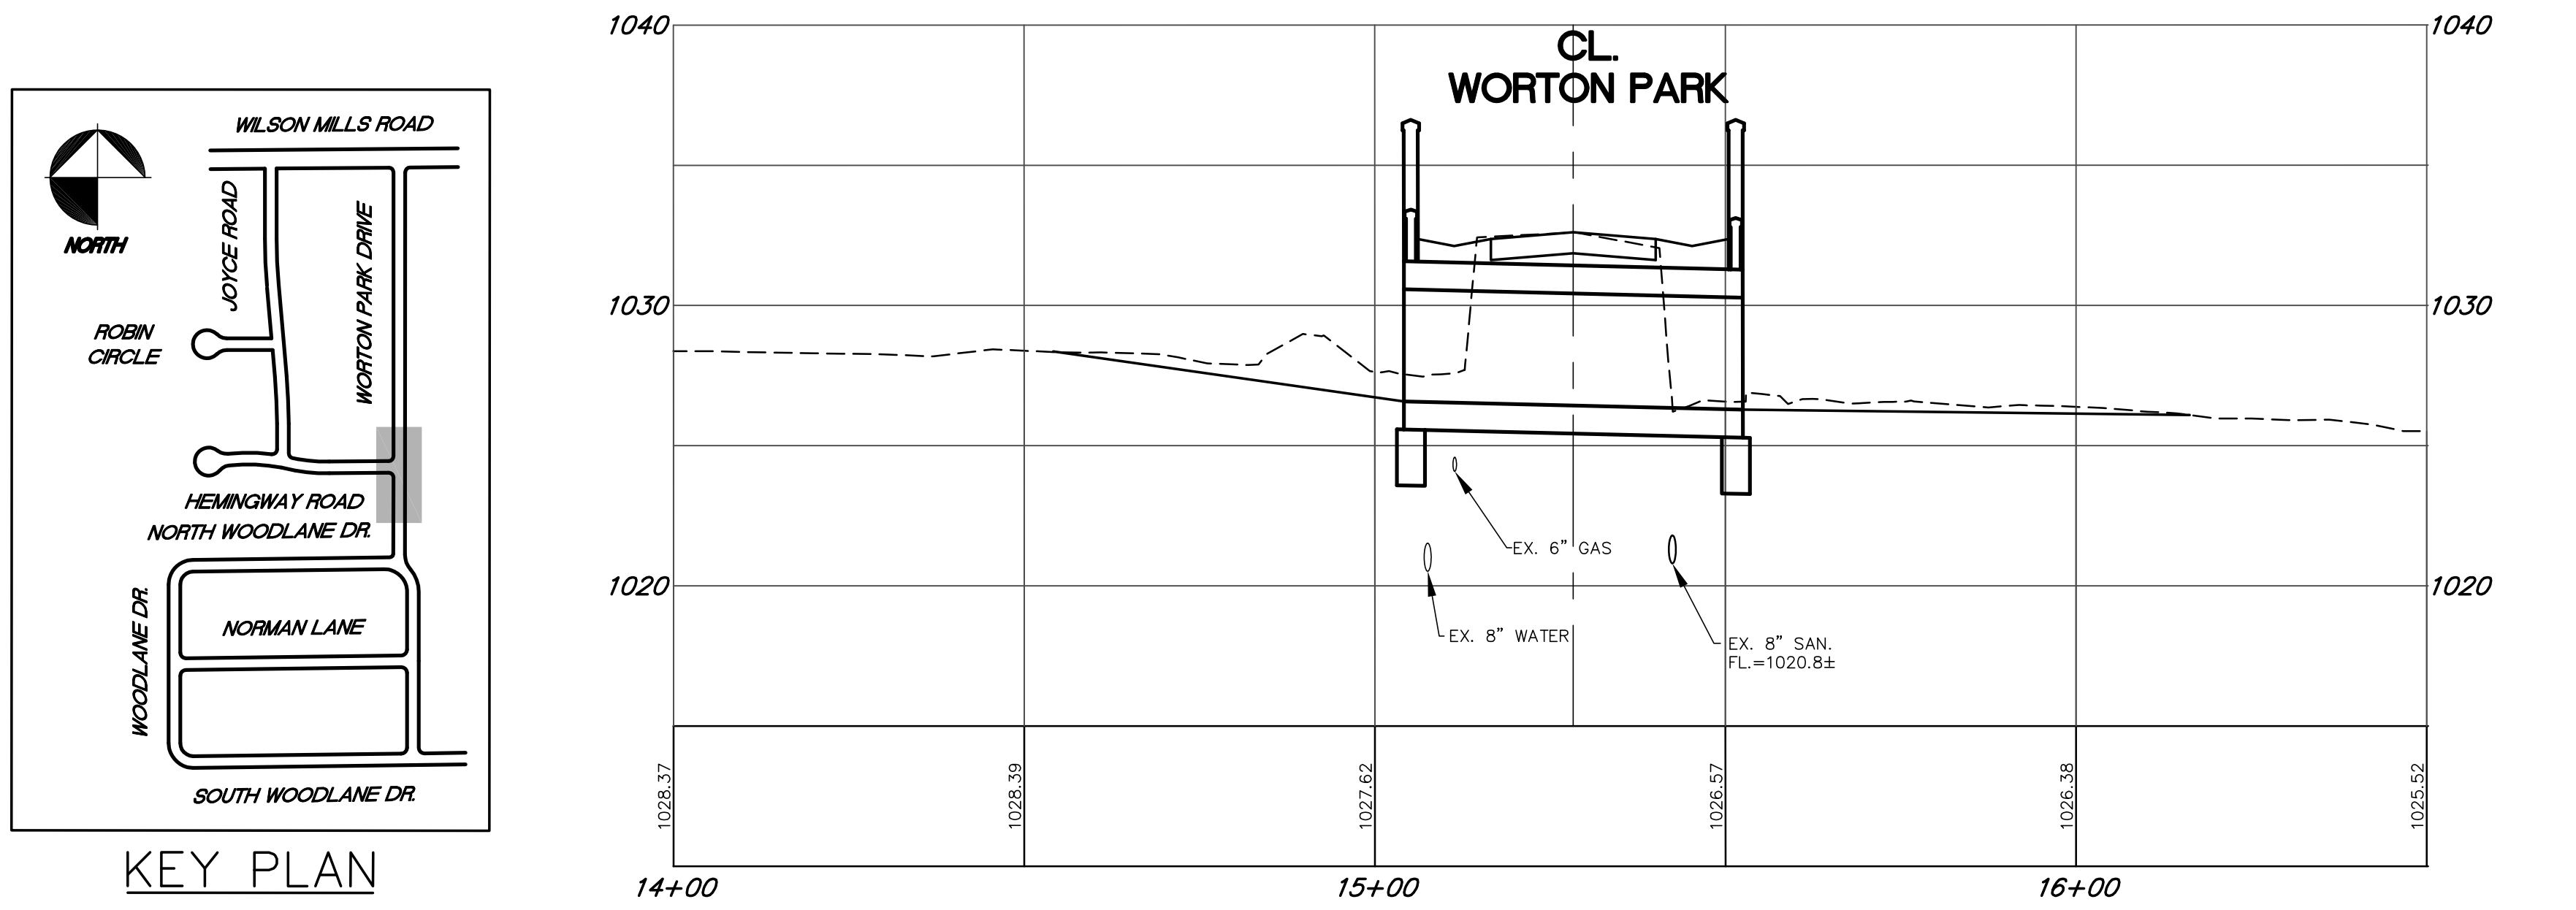 WILSON MILLS ROAD
NORTH
JOYCE ROAD
WORTON PARK DRIVE
ROBIN
CIRCLE
HEMINGWAY ROAD
NORTH WOODLANE DR.
WOODLANE DR.
NORMAN LANE
SOUTH WOODLANE DR.
KEY PLAN
1040
1040
CL.
WORTON PARK
1030
1030
1020
1020
EX. 6" GAS
EX. 8" WATER
EX. 8" SAN.
FL.=1020.8±
1028.37
1028.39
1027.62
1026.57
1026.38
1025.52
14+00
15+00
16+00